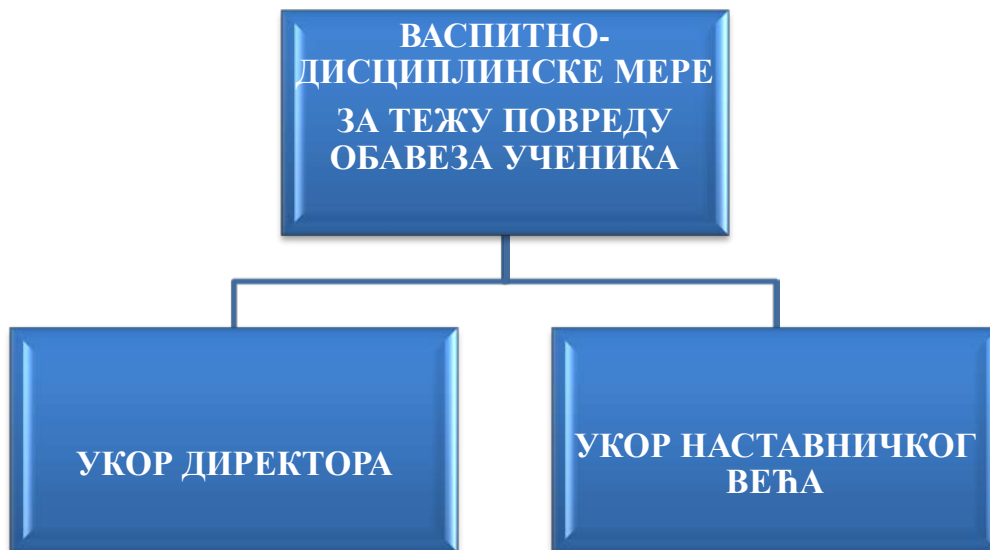 ВАСПИТНО-
ДИСЦИПЛИНСКЕ МЕРЕ
ЗА ТЕЖУ ПОВРЕДУ
ОБАВЕЗА УЧЕНИКА
УКОР ДИРЕКТОРА
УКОР НАСТАВНИЧКОГ
ВЕЋА